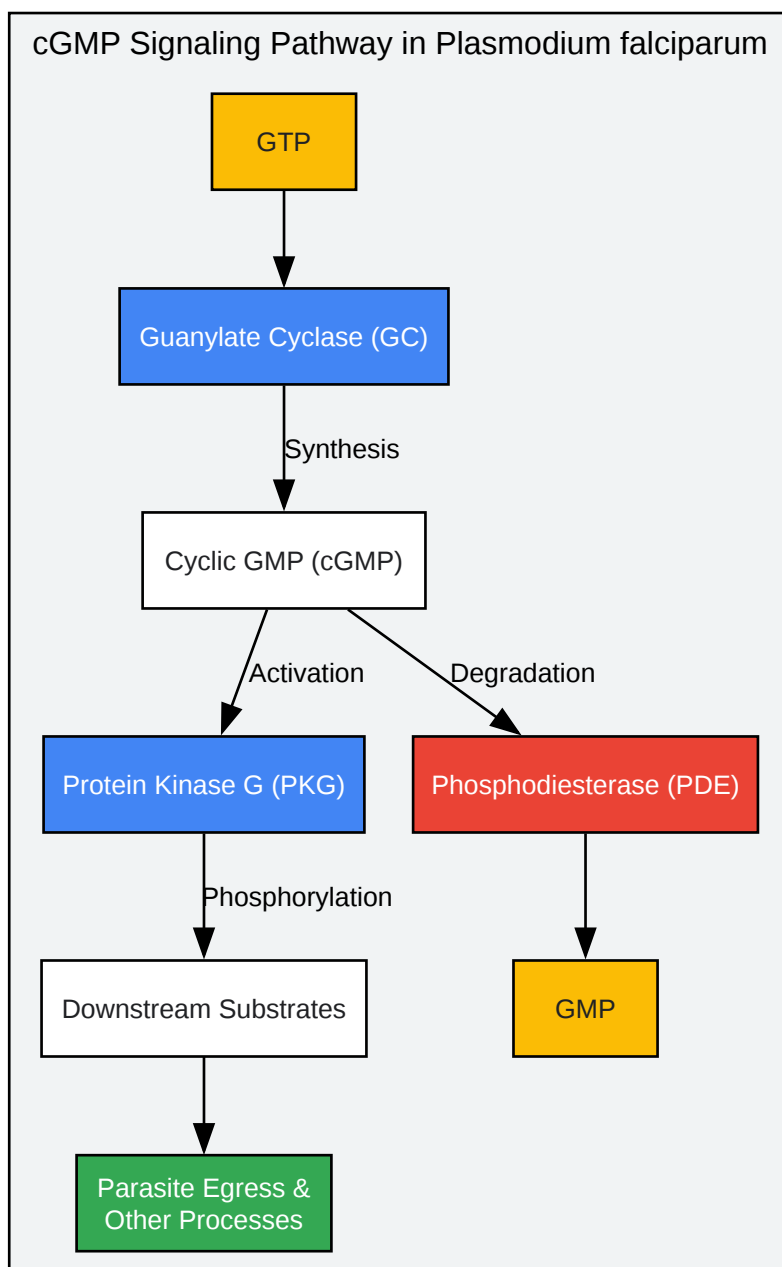 cGMP Signaling Pathway in Plasmodium falciparum
GTP
Guanylate Cyclase (GC)
Synthesis
Cyclic GMP (cGMP)
Activation
Degradation
Protein Kinase G (PKG)
Phosphodiesterase (PDE)
Phosphorylation
Downstream Substrates
GMP
Parasite Egress &
Other Processes